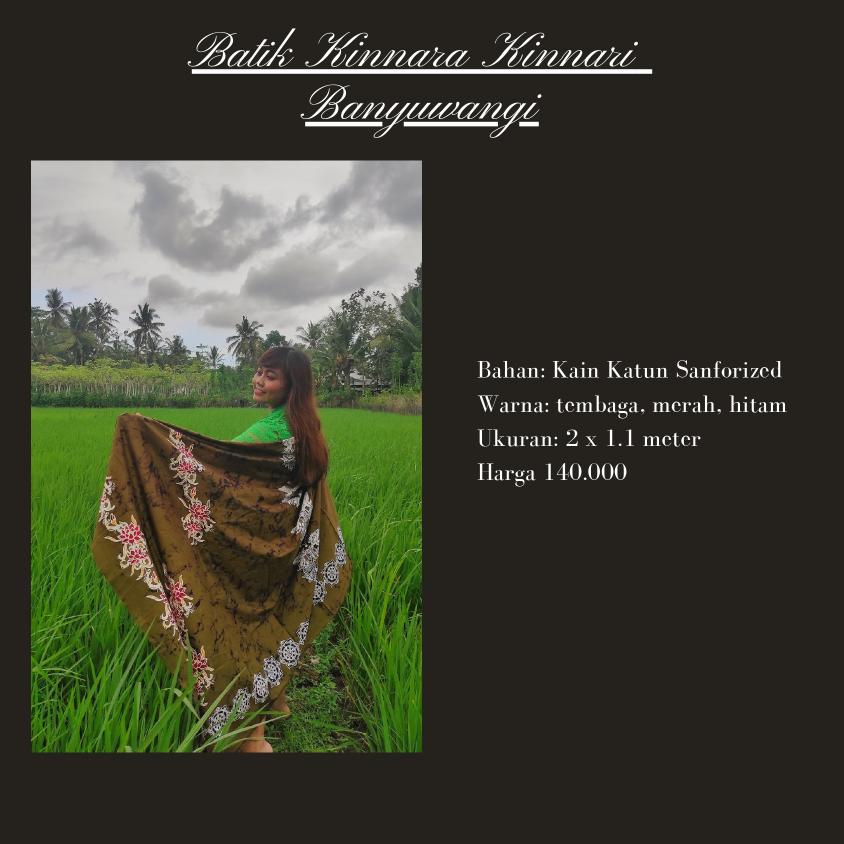 Batik Kinnara Kinnari
Banyuwangi
Bahan: Kain Katun Sanforized
Warna: tembaga, merah, hitam
Ukuran: 2 x 1.1 meter
Harga 140.000